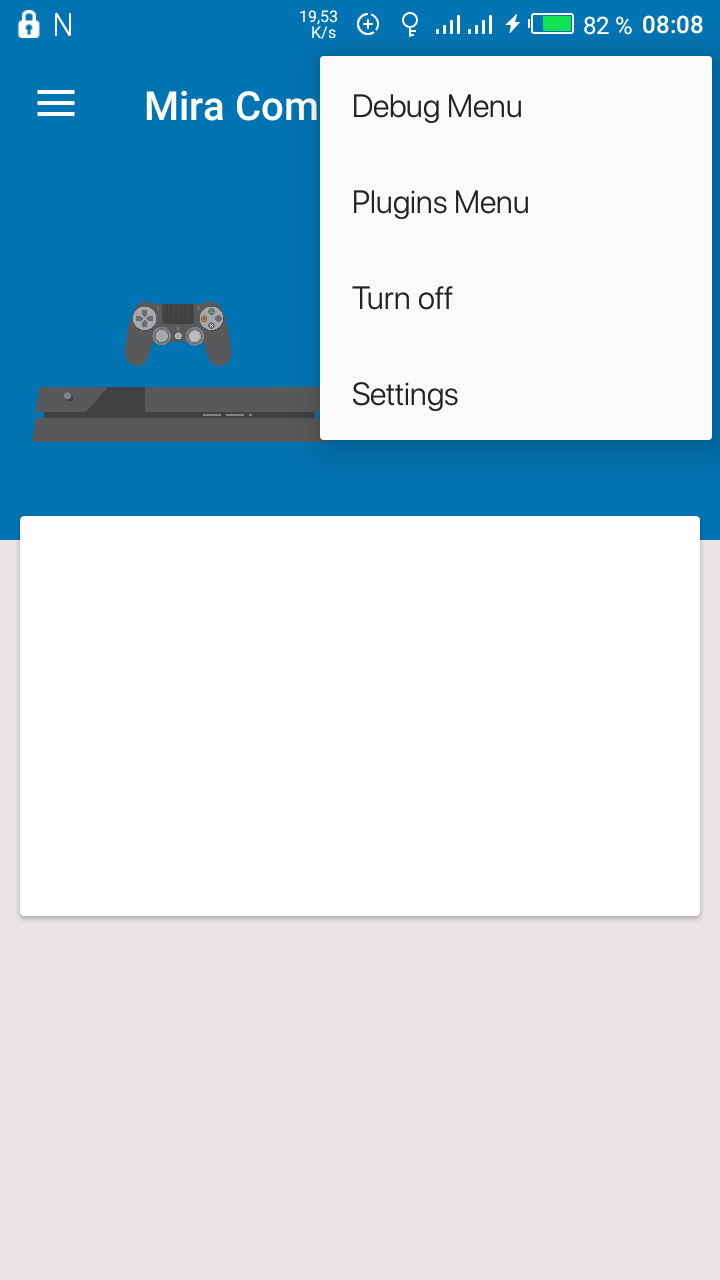 19,53
K/s
82 %
08:08
Mira Com
Debug Menu
Plugins Menu
Turn off
Settings